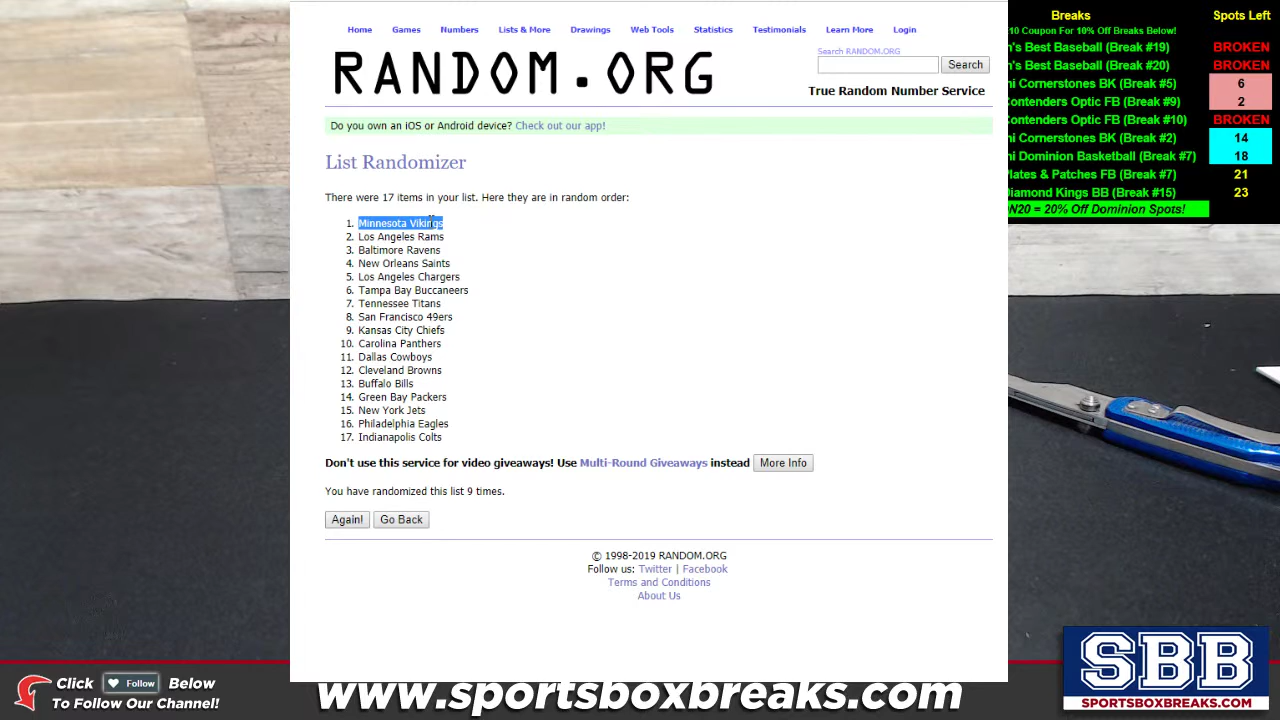 Home Games Numbers Lists & More Drawings Web Tools Statistics Testimonials Learn More Login
RANDOM.ORG
Search RANDOM.ORG
Search
True Random Number Service
Do you own an iOS or Android device? Check out our app!
List Randomizer
There were 17 items in your list. Here they are in random order:
1. Minnesota Vikings
2. Los Angeles Rams
3. Baltimore Ravens
4. New Orleans Saints
5. Los Angeles Chargers
6. Tampa Bay Buccaneers
7. Tennessee Titans
8. San Francisco 49ers
9. Kansas City Chiefs
10. Carolina Panthers
11. Dallas Cowboys
12. Cleveland Browns
13. Buffalo Bills
14. Green Bay Packers
15. New York Jets
16. Philadelphia Eagles
17. Indianapolis Colts
Don't use this service for video giveaways! Use Multi-Round Giveaways instead More Info
You have randomized this list 9 times.
Again! Go Back
© 1998-2019 RANDOM.ORG
Follow us: Twitter | Facebook
Terms and Conditions
About Us
Breaks Spots Left
10 Coupon For 10% Off Breaks Below!
n's Best Baseball (Break #19) BROKEN
n's Best Baseball (Break #20) BROKEN
ni Cornerstones BK (Break #5) 6
Contenders Optic FB (Break #9) 2
Contenders Optic FB (Break #10) BROKEN
ni Cornerstones BK (Break #2) 14
ni Dominion Basketball (Break #7) 18
Plates & Patches FB (Break #7) 21
Diamond Kings BB (Break #15) 23
ON20 = 20% Off Dominion Spots!
Click Follow Below
To Follow Our Channel!
www.sportsboxbreaks.com
SBB
SPORTSBOXBREAKS.COM